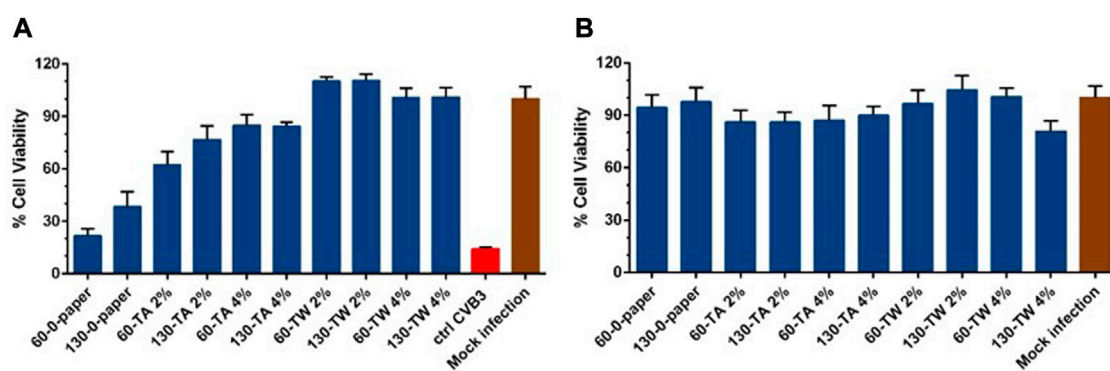 A
B
% Cell Viability
120
90
60
30
0
60-0-paper
130-0-paper
60-TA 2%
130-TA 2%
60-TA 4%
130-TA 4%
60-TW 2%
130-TW 2%
60-TW 4%
130-TW 4%
ctrl CVB3
Mock infection
% Cell Viability
120
90
60
30
0
60-0-paper
130-0-paper
60-TA 2%
130-TA 2%
60-TA 4%
130-TA 4%
60-TW 2%
130-TW 2%
60-TW 4%
130-TW 4%
Mock infection